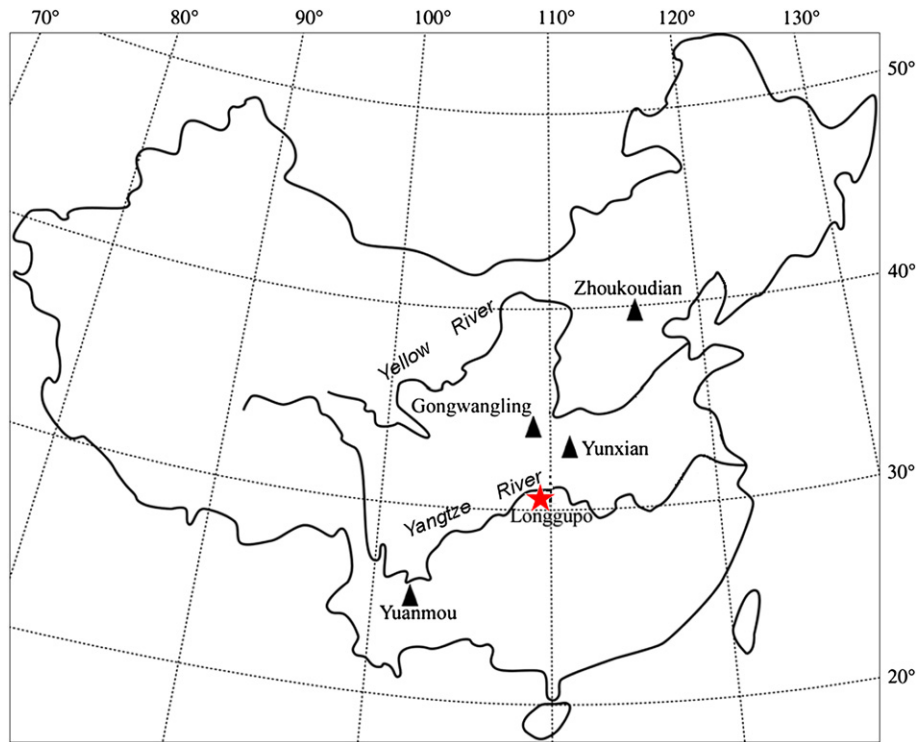 70°
80°
90°
100°
110°
120°
130°
50°
40°
Zhoukoudian
Yellow River
Gongwangling
Yunxian
30°
Yangtze River
Longgupo
Yuanmou
20°